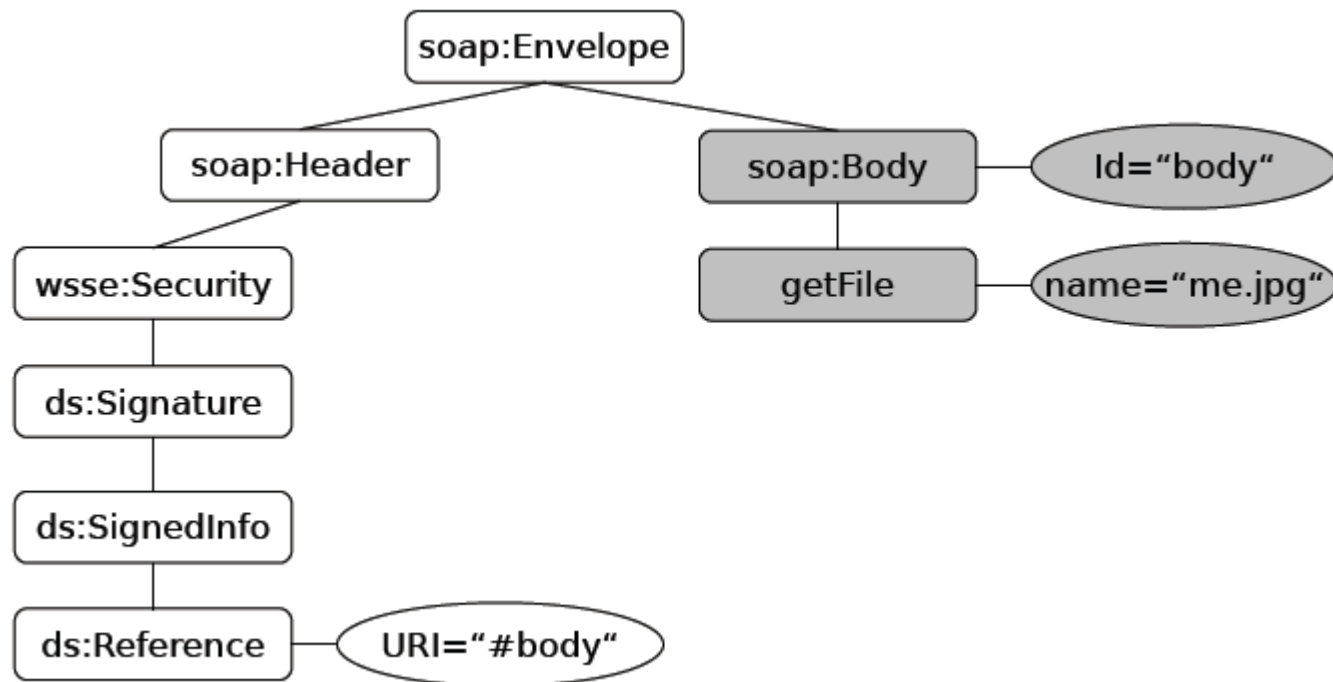 soap:Envelope
soap:Header
soap:Body
Id=“body“
wsse:Security
getFile
name=“me.jpg“
ds:Signature
ds:SignedInfo
ds:Reference
URI=“#body“